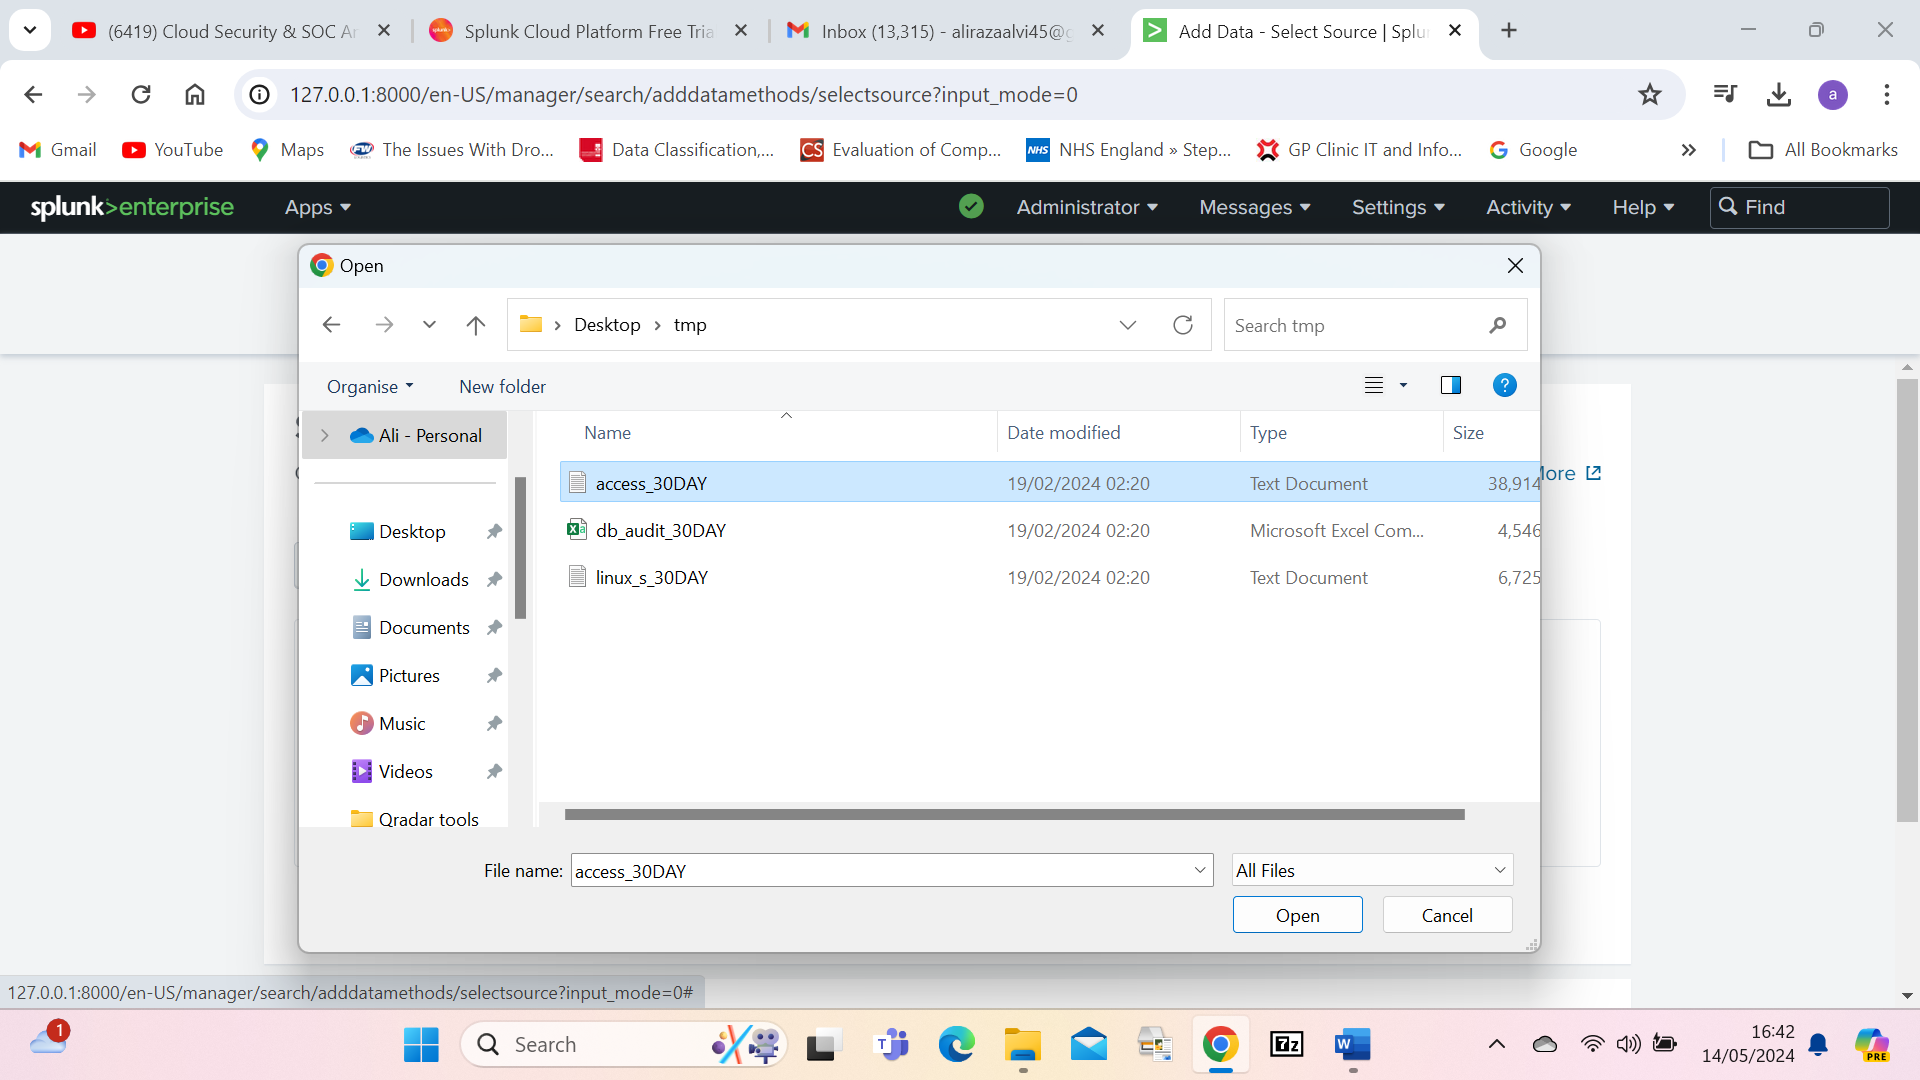 (6419) Cloud Security & SOC Ar
Splunk Cloud Platform Free Tria
Inbox (13,315) - alirazaalvi45@g
Add Data - Select Source | Splu
127.0.0.1:8000/en-US/manager/search/adddatamethods/selectsource?input_mode=0
a
Gmail
YouTube
Maps
The Issues With Dro...
Data Classification,...
CS
Evaluation of Comp...
NHS
NHS England » Step...
GP Clinic IT and Info...
Google
»
All Bookmarks
splunk>enterprise
Apps
Administrator
Messages
Settings
Activity
Help
Find
Open
Desktop > tmp
Search tmp
Organise
New folder
?
Ali - Personal
Name
Date modified
Type
Size
access_30DAY
19/02/2024 02:20
Text Document
38,914
db_audit_30DAY
19/02/2024 02:20
Microsoft Excel Com...
4,546
linux_s_30DAY
19/02/2024 02:20
Text Document
6,725
Desktop
Downloads
Documents
Pictures
Music
Videos
Qradar tools
File name:
access_30DAY
All Files
Open
Cancel
127.0.0.1:8000/en-US/manager/search/adddatamethods/selectsource?input_mode=0#
1
Search
7z
W
16:42
14/05/2024
PRE